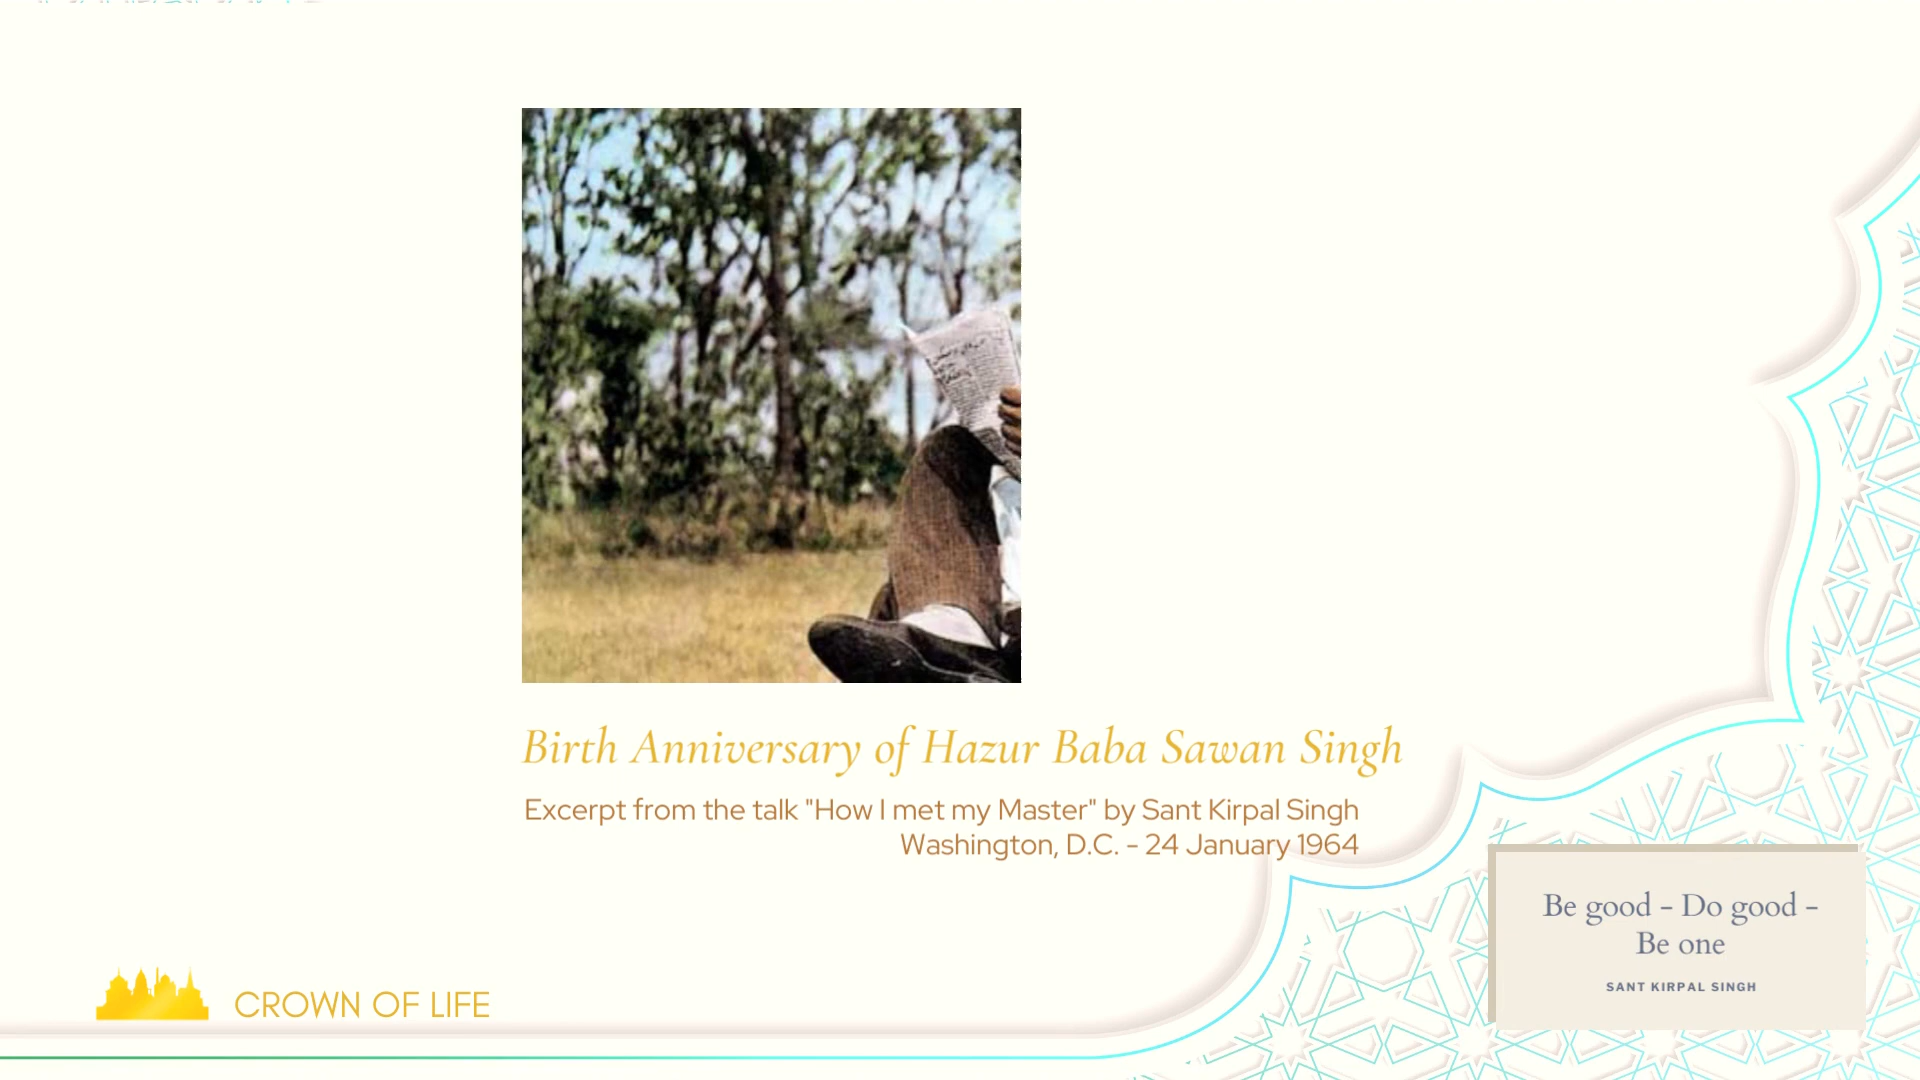 Birth Anniversary of Hazur Baba Sawan Singh
Excerpt from the talk "How I met my Master" by Sant Kirpal Singh
Washington, D.C. - 24 January 1964
CROWN OF LIFE
Be good - Do good -
Be one
SANT KIRPAL SINGH